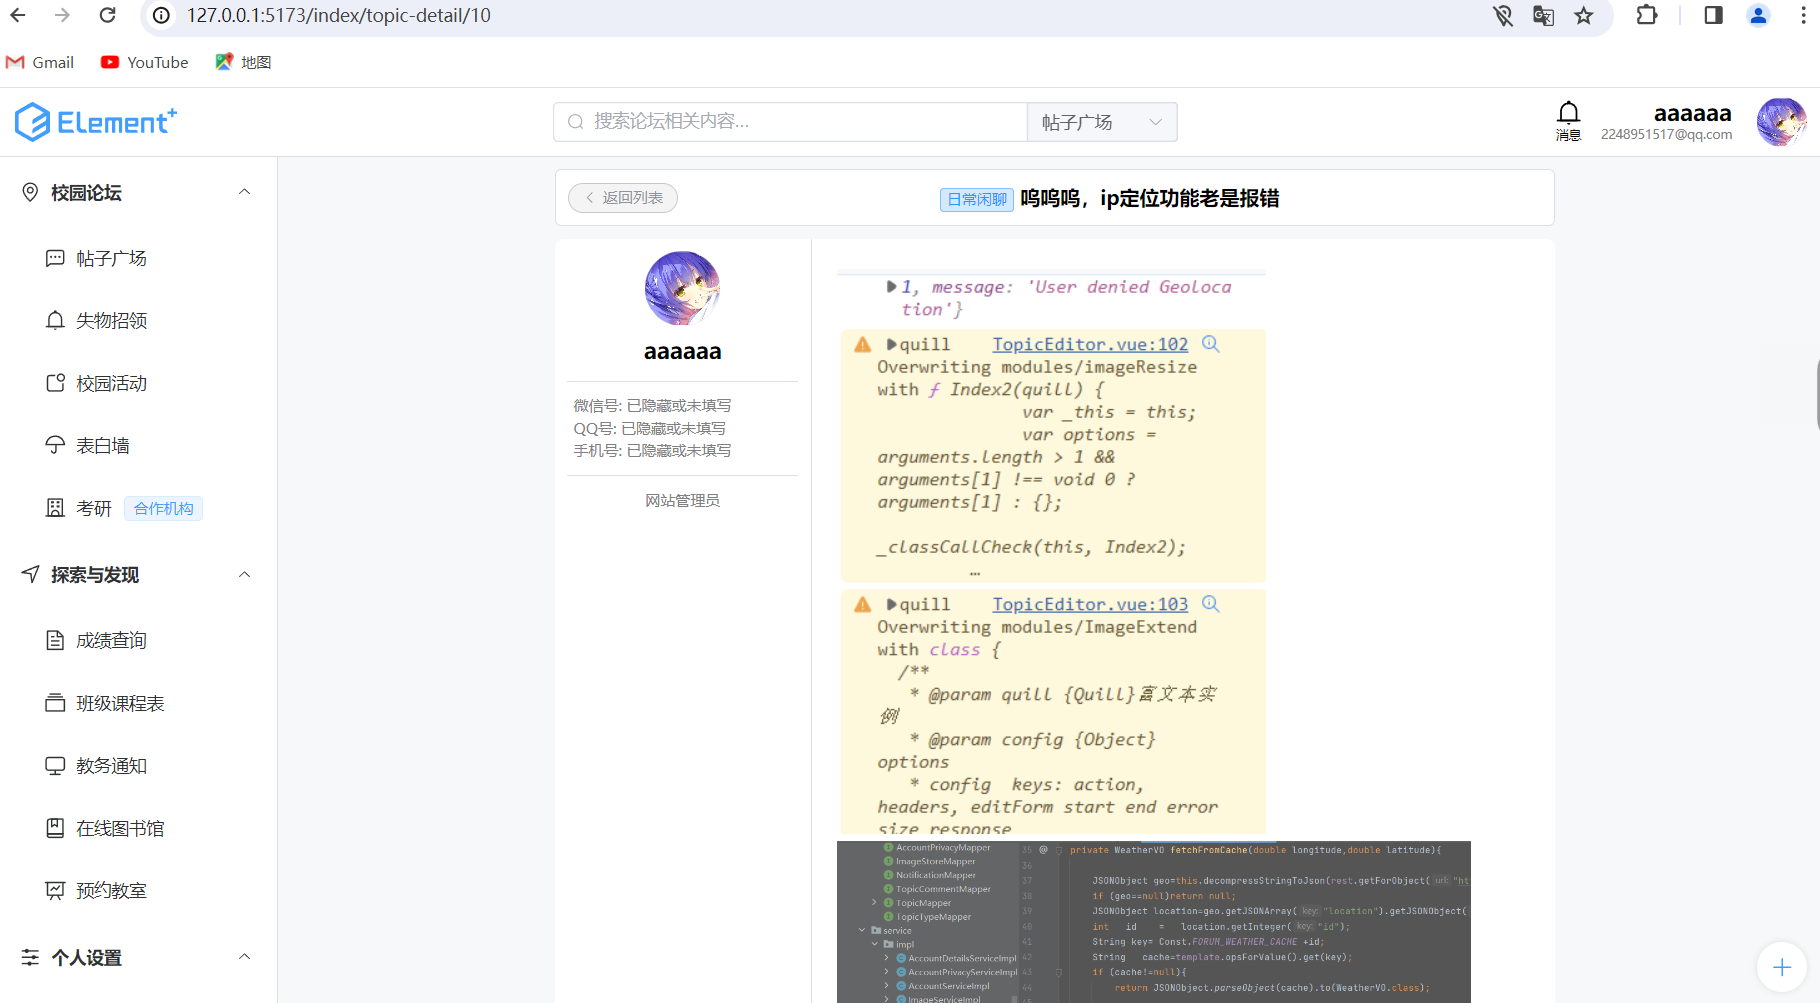 127.0.0.1:5173/index/topic-detail/10
Gmail
YouTube
地图
Element+
搜索论坛相关内容...
帖子广场
消息
aaaaaa
2248951517@qq.com
校园论坛
帖子广场
失物招领
校园活动
表白墙
考研 合作机构
探索与发现
成绩查询
班级课程表
教务通知
在线图书馆
预约教室
个人设置
返回列表
日常闲聊 呜呜呜，ip定位功能老是报错
aaaaaa
微信号: 已隐藏或未填写
QQ号: 已隐藏或未填写
手机号: 已隐藏或未填写
网站管理员
1, message: 'User denied Geoloca
tion'}
quill TopicEditor.vue:102
Overwriting modules/imageResize
with ƒ Index2(quill) {
var _this = this;
var options =
arguments.length > 1 &&
arguments[1] !== void 0 ?
arguments[1] : {};
_classCallCheck(this, Index2);
…
quill TopicEditor.vue:103
Overwriting modules/ImageExtend
with class {
/**
* @param quill {Quill}富文本实
例
* @param config {Object}
options
* config keys: action,
headers, editForm start end error
size response
AccountPrivacyMapper
ImageStoreMapper
NotificationMapper
TopicCommentMapper
TopicMapper
TopicTypeMapper
service
impl
AccountDetailsServiceImpl
AccountPrivacyServiceImpl
AccountServiceImpl
ImageServiceImpl
35 @ private WeatherVO fetchFromCache(double longitude,double latitude){
36
37 JSONObject geo=this.decompressStringToJson(rest.getForObject( url: "ht
38 if (geo==null)return null;
39 JSONObject location=geo.getJSONArray( key: "location").getJSONObject(
40 int id = location.getInteger( key: "id");
41 String key= Const.FORUM_WEATHER_CACHE +id;
42 String cache=template.opsForValue().get(key);
43 if (cache!=null){
44 return JSONObject.parseObject(cache).to(WeatherVO.class);
45